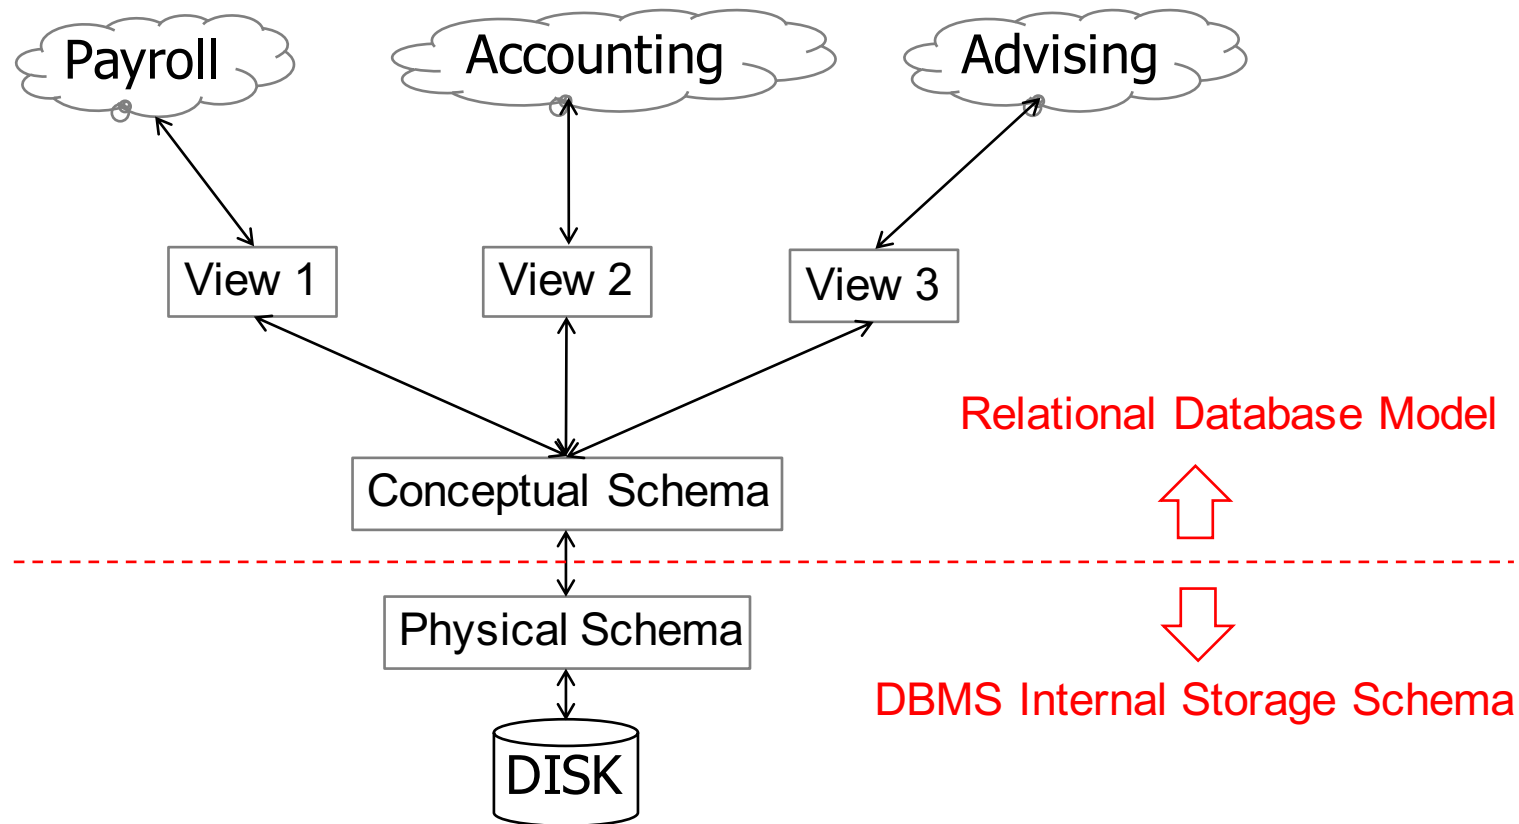 Payroll
Accounting
Advising
View 1
View 2
View 3
Relational Database Model
Conceptual Schema
Physical Schema
DBMS Internal Storage Schema
DISK